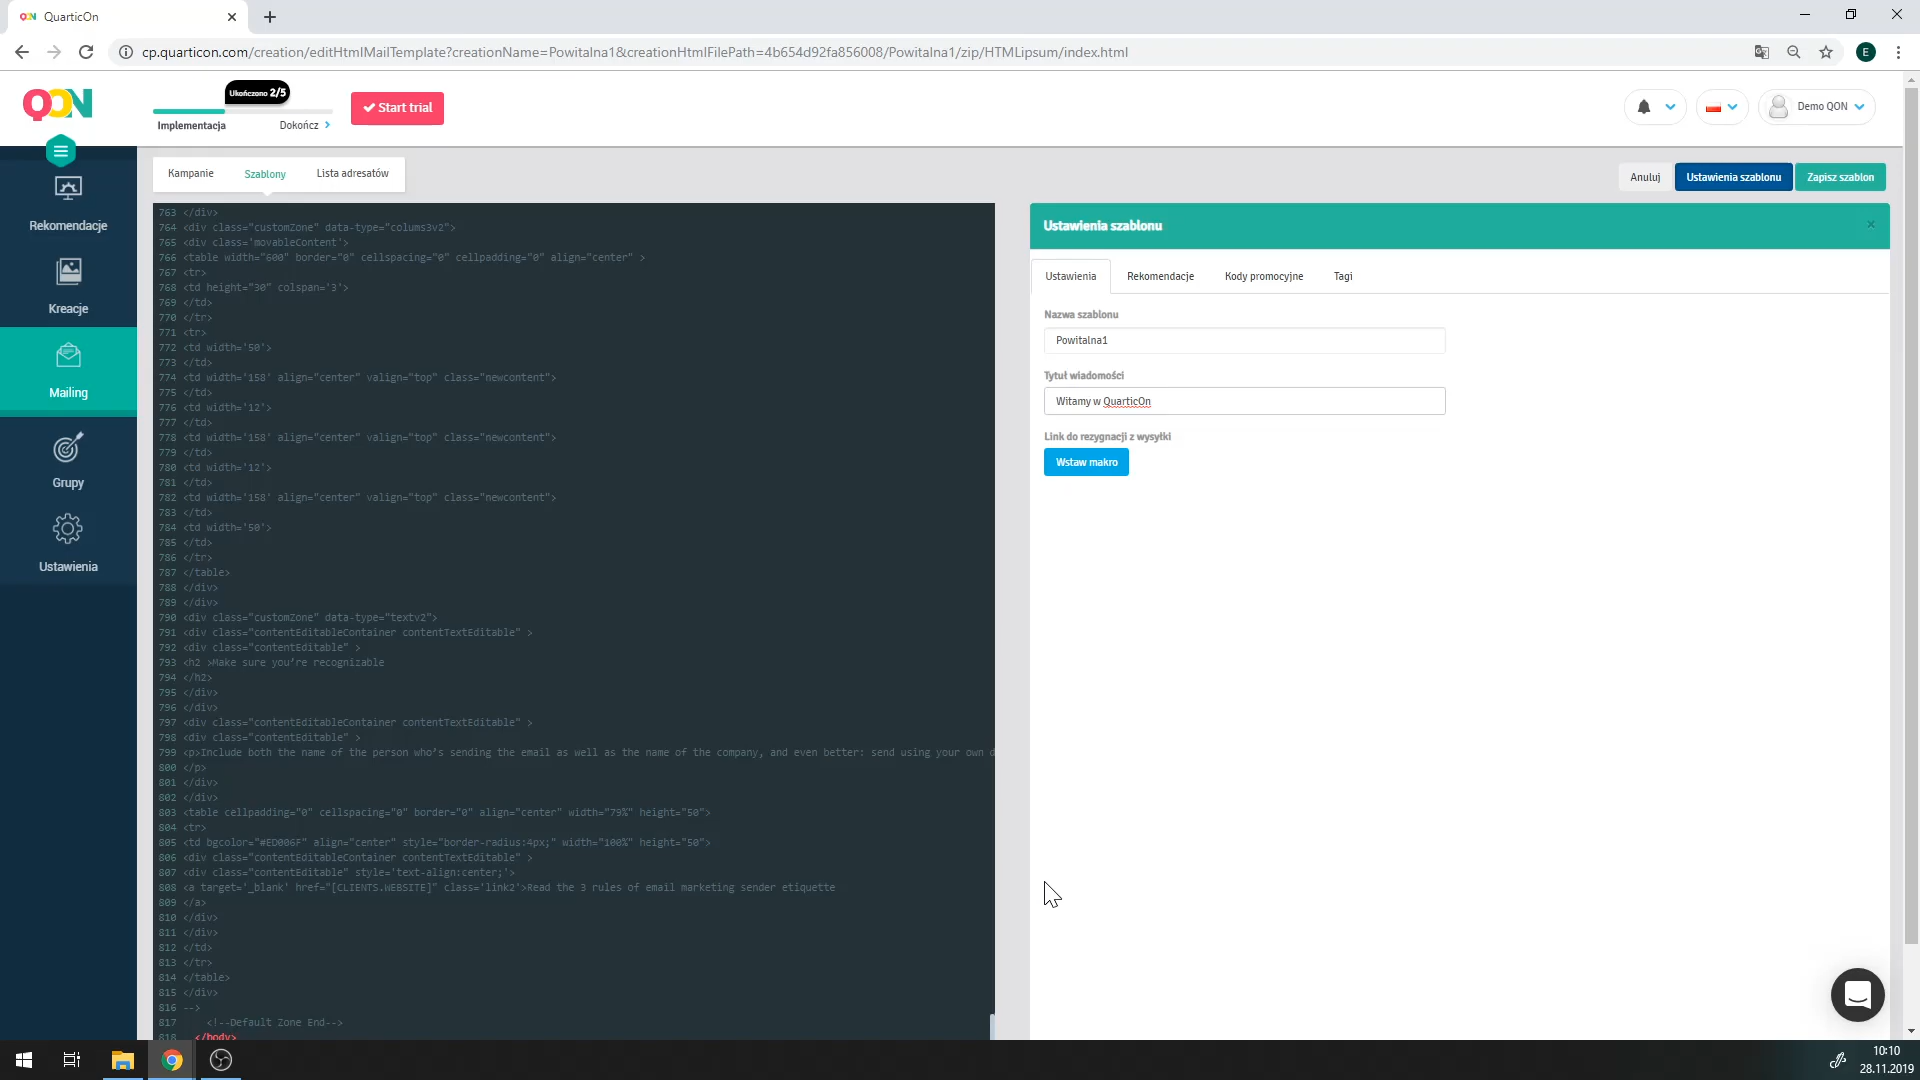 QuarticOn
cp.quarticon.com/creation/editHtmlMailTemplate?creationName=Powitalna1&creationHtmlFilePath=4b654d92fa856008/Powitalna1/zip/HTMLipsum/index.html
E
QON
Ukończono 2/5
Implementacja
Dokończ
Start trial
Demo QON
Rekomendacje
Kreacje
Mailing
Grupy
Ustawienia
Kampanie
Szablony
Lista adresatów
Anuluj
Ustawienia szablonu
Zapisz szablon
763 </div>
764 <div class="customZone" data-type="colums3v2">
765 <div class='movableContent'>
766 <table width="600" border="0" cellspacing="0" cellpadding="0" align="center" >
767 <tr>
768 <td height="30" colspan='3'>
769 </td>
770 </tr>
771 <tr>
772 <td width='50'>
773 </td>
774 <td width='158' align="center" valign="top" class="newcontent">
775 </td>
776 <td width='12'>
777 </td>
778 <td width='158' align="center" valign="top" class="newcontent">
779 </td>
780 <td width='12'>
781 </td>
782 <td width='158' align="center" valign="top" class="newcontent">
783 </td>
784 <td width='50'>
785 </td>
786 </tr>
787 </table>
788 </div>
789 </div>
790 <div class="customZone" data-type="textv2">
791 <div class="contentEditableContainer contentTextEditable" >
792 <div class="contentEditable" >
793 <h2 >Make sure you're recognizable
794 </h2>
795 </div>
796 </div>
797 <div class="contentEditableContainer contentTextEditable" >
798 <div class="contentEditable" >
799 <p>Include both the name of the person who's sending the email as well as the name of the company, and even better: send using your own d
800 </p>
801 </div>
802 </div>
803 <table cellpadding="0" cellspacing="0" border="0" align="center" width="79%" height="50">
804 <tr>
805 <td bgcolor="#ED006F" align="center" style="border-radius:4px;" width="100%" height="50">
806 <div class="contentEditableContainer contentTextEditable" >
807 <div class="contentEditable" style='text-align:center;'>
808 <a target='_blank' href="[CLIENTS.WEBSITE]" class='link2'>Read the 3 rules of email marketing sender etiquette
809 </a>
810 </div>
811 </div>
812 </td>
813 </tr>
814 </table>
815 </div>
816 -->
817 <!--Default Zone End-->
818 </body>
Ustawienia szablonu
Ustawienia
Rekomendacje
Kody promocyjne
Tagi
Nazwa szablonu
Powitalna1
Tytuł wiadomości
Witamy w QuarticOn
Link do rezygnacji z wysyłki
Wstaw makro
10:10
28.11.2019